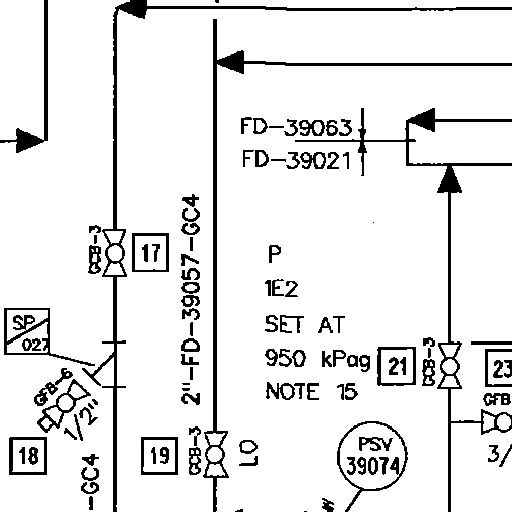 FD-39063
FD-39021
GCB-3
17
2"-FD-39057-GC4
P
1E2
SET AT
950 kPag
NOTE 15
SP
027
GFB-6
1/2"
21
GCB-3
23
GFB
3/
18
19
GCB-3
LO
PSV
39074
-GC4